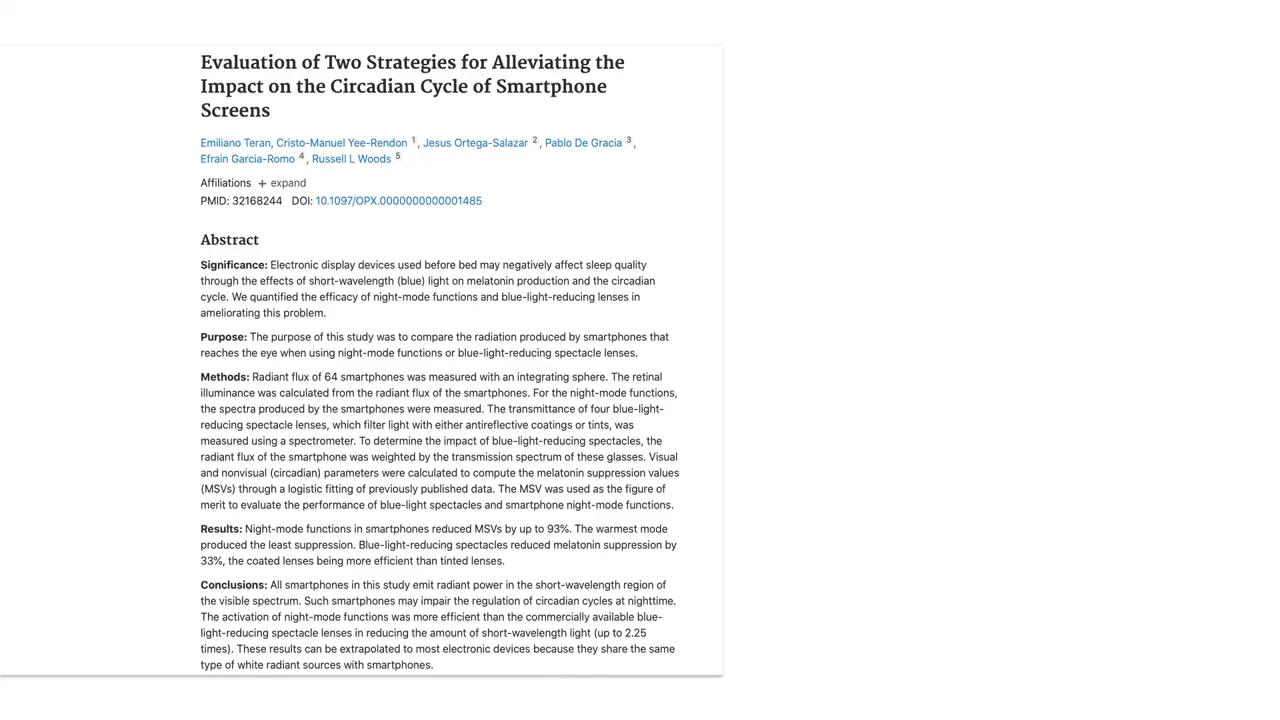 Evaluation of Two Strategies for Alleviating the
Impact on the Circadian Cycle of Smartphone
Screens
Emiliano Teran, Cristo-Manuel Yee-Rendon 1, Jesus Ortega-Salazar 2, Pablo De Gracia 3,
Efrain Garcia-Romo 4, Russell L Woods 5
Affiliations + expand
PMID: 32168244 DOI: 10.1097/OPX.0000000000001485
Abstract
Significance: Electronic display devices used before bed may negatively affect sleep quality
through the effects of short-wavelength (blue) light on melatonin production and the circadian
cycle. We quantified the efficacy of night-mode functions and blue-light-reducing lenses in
ameliorating this problem.
Purpose: The purpose of this study was to compare the radiation produced by smartphones that
reaches the eye when using night-mode functions or blue-light-reducing spectacle lenses.
Methods: Radiant flux of 64 smartphones was measured with an integrating sphere. The retinal
illuminance was calculated from the radiant flux of the smartphones. For the night-mode functions,
the spectra produced by the smartphones were measured. The transmittance of four blue-light-
reducing spectacle lenses, which filter light with either antireflective coatings or tints, was
measured using a spectrometer. To determine the impact of blue-light-reducing spectacles, the
radiant flux of the smartphone was weighted by the transmission spectrum of these glasses. Visual
and nonvisual (circadian) parameters were calculated to compute the melatonin suppression values
(MSVs) through a logistic fitting of previously published data. The MSV was used as the figure of
merit to evaluate the performance of blue-light spectacles and smartphone night-mode functions.
Results: Night-mode functions in smartphones reduced MSVs by up to 93%. The warmest mode
produced the least suppression. Blue-light-reducing spectacles reduced melatonin suppression by
33%, the coated lenses being more efficient than tinted lenses.
Conclusions: All smartphones in this study emit radiant power in the short-wavelength region of
the visible spectrum. Such smartphones may impair the regulation of circadian cycles at nighttime.
The activation of night-mode functions was more efficient than the commercially available blue-
light-reducing spectacle lenses in reducing the amount of short-wavelength light (up to 2.25
times). These results can be extrapolated to most electronic devices because they share the same
type of white radiant sources with smartphones.